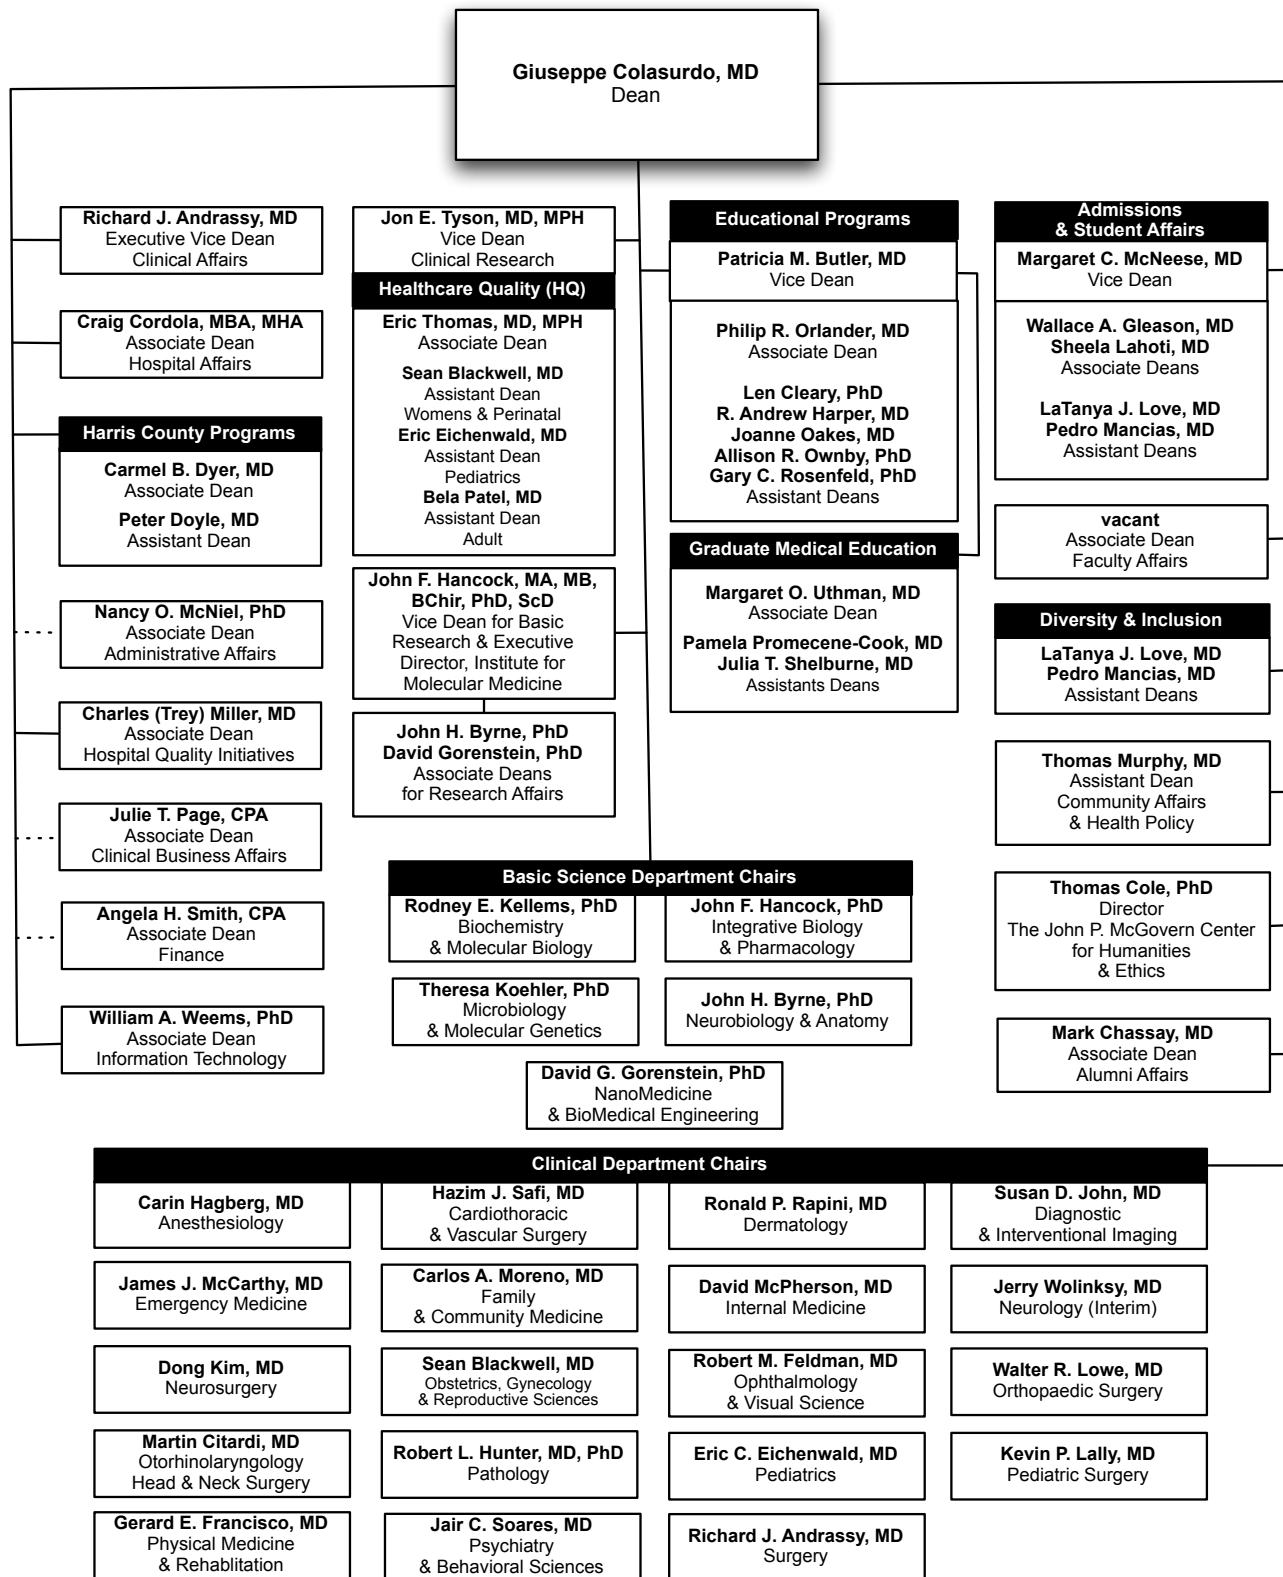 Giuseppe Colasurdo, MD
Dean
Richard J. Andrassy, MD
Executive Vice Dean
Clinical Affairs
Craig Cordola, MBA, MHA
Associate Dean
Hospital Affairs
Harris County Programs
Carmel B. Dyer, MD
Associate Dean
Peter Doyle, MD
Assistant Dean
Nancy O. McNiel, PhD
Associate Dean
Administrative Affairs
Charles (Trey) Miller, MD
Associate Dean
Hospital Quality Initiatives
Julie T. Page, CPA
Associate Dean
Clinical Business Affairs
Angela H. Smith, CPA
Associate Dean
Finance
William A. Weems, PhD
Associate Dean
Information Technology
Jon E. Tyson, MD, MPH
Vice Dean
Clinical Research
Healthcare Quality (HQ)
Eric Thomas, MD, MPH
Associate Dean
Sean Blackwell, MD
Assistant Dean
Womens & Perinatal
Eric Eichenwald, MD
Assistant Dean
Pediatrics
Bela Patel, MD
Assistant Dean
Adult
John F. Hancock, MA, MB,
BChir, PhD, ScD
Vice Dean for Basic
Research & Executive
Director, Institute for
Molecular Medicine
John H. Byrne, PhD
David Gorenstein, PhD
Associate Deans
for Research Affairs
Educational Programs
Patricia M. Butler, MD
Vice Dean
Philip R. Orlander, MD
Associate Dean
Len Cleary, PhD
R. Andrew Harper, MD
Joanne Oakes, MD
Allison R. Ownby, PhD
Gary C. Rosenfeld, PhD
Assistant Deans
Graduate Medical Education
Margaret O. Uthman, MD
Associate Dean
Pamela Promecene-Cook, MD
Julia T. Shelburne, MD
Assistants Deans
Admissions
& Student Affairs
Margaret C. McNeese, MD
Vice Dean
Wallace A. Gleason, MD
Sheela Lahoti, MD
Associate Deans
LaTanya J. Love, MD
Pedro Mancias, MD
Assistant Deans
vacant
Associate Dean
Faculty Affairs
Diversity & Inclusion
LaTanya J. Love, MD
Pedro Mancias, MD
Assistant Deans
Thomas Murphy, MD
Assistant Dean
Community Affairs
& Health Policy
Thomas Cole, PhD
Director
The John P. McGovern Center
for Humanities
& Ethics
Mark Chassay, MD
Associate Dean
Alumni Affairs
Basic Science Department Chairs
Rodney E. Kellems, PhD
Biochemistry
& Molecular Biology
John F. Hancock, PhD
Integrative Biology
& Pharmacology
Theresa Koehler, PhD
Microbiology
& Molecular Genetics
John H. Byrne, PhD
Neurobiology & Anatomy
David G. Gorenstein, PhD
NanoMedicine
& BioMedical Engineering
Clinical Department Chairs
Carin Hagberg, MD
Anesthesiology
Hazim J. Safi, MD
Cardiothoracic
& Vascular Surgery
Ronald P. Rapini, MD
Dermatology
Susan D. John, MD
Diagnostic
& Interventional Imaging
James J. McCarthy, MD
Emergency Medicine
Carlos A. Moreno, MD
Family
& Community Medicine
David McPherson, MD
Internal Medicine
Jerry Wolinksy, MD
Neurology (Interim)
Dong Kim, MD
Neurosurgery
Sean Blackwell, MD
Obstetrics, Gynecology
& Reproductive Sciences
Robert M. Feldman, MD
Ophthalmology
& Visual Science
Walter R. Lowe, MD
Orthopaedic Surgery
Martin Citardi, MD
Otorhinolaryngology
Head & Neck Surgery
Robert L. Hunter, MD, PhD
Pathology
Eric C. Eichenwald, MD
Pediatrics
Kevin P. Lally, MD
Pediatric Surgery
Gerard E. Francisco, MD
Physical Medicine
& Rehablitation
Jair C. Soares, MD
Psychiatry
& Behavioral Sciences
Richard J. Andrassy, MD
Surgery